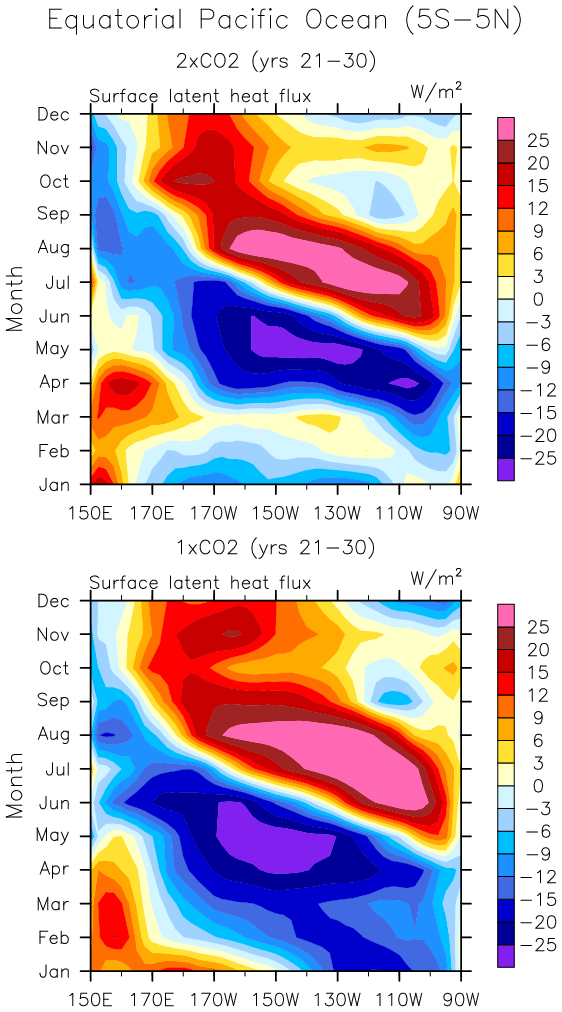 Equatorial Pacific Ocean (5S-5N)
2xCO2 (yrs 21-30)
Surface latent heat flux W/m²
Dec
Nov
Oct
Sep
Aug
Jul
Jun
May
Apr
Mar
Feb
Jan
Month
150E 170E 170W 150W 130W 110W 90W
25
20
15
12
9
6
3
0
-3
-6
-9
-12
-15
-20
-25
1xCO2 (yrs 21-30)
Surface latent heat flux W/m²
Dec
Nov
Oct
Sep
Aug
Jul
Jun
May
Apr
Mar
Feb
Jan
Month
150E 170E 170W 150W 130W 110W 90W
25
20
15
12
9
6
3
0
-3
-6
-9
-12
-15
-20
-25